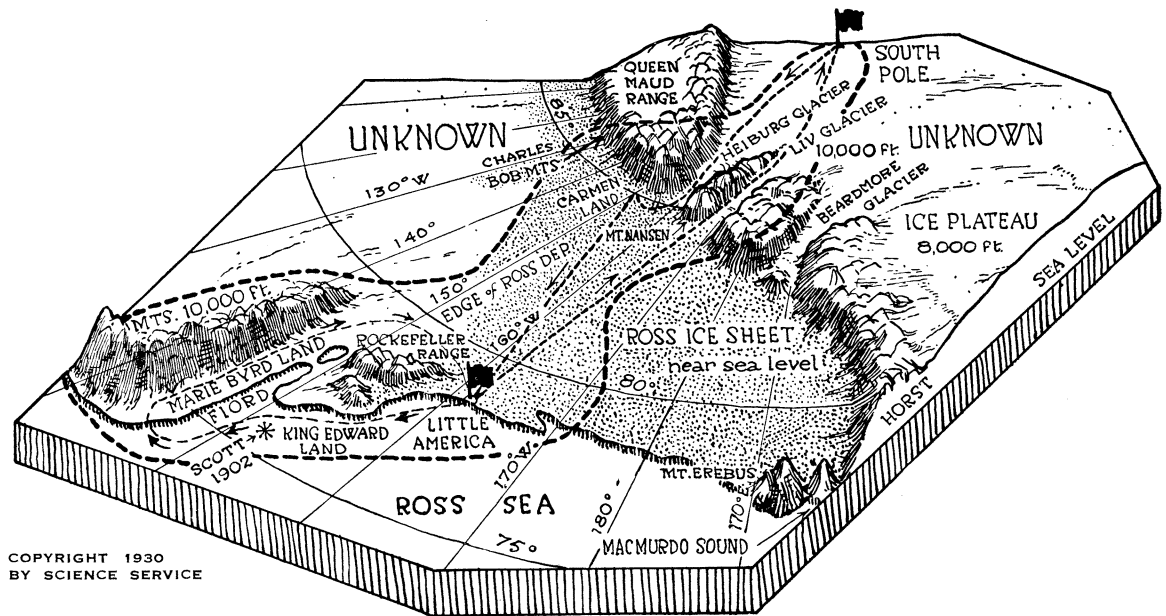 SOUTH
POLE
QUEEN
MAUD
RANGE
85°
UNKNOWN
HEIBURG GLACIER
LIV GLACIER
10,000 FT.
UNKNOWN
CHARLES
BOB MTS
130° W
CARMEN
LAND
BEARDMORE
GLACIER
140°
MT. NANSEN
ICE PLATEAU
8,000 FT.
SEA LEVEL
150°
EDGE OF ROSS DEP.
MTS. 10,000 FT.
160° W
ROSS ICE SHEET
near sea level
ROCKEFELLER
RANGE
MARIE BYRD LAND
80°
FIORD
HORST
LITTLE
AMERICA
KING EDWARD
LAND
SCOTT
1902
170° W
MT. EREBUS
ROSS SEA
180°
170°
75°
MACMURDO SOUND
COPYRIGHT 1930
BY SCIENCE SERVICE